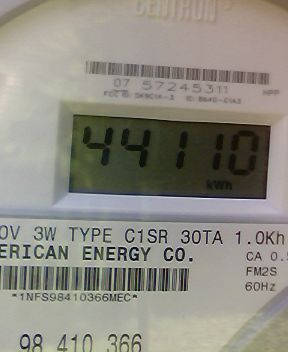 CENTRON
07 57245311
44110
kWh
0V 3W TYPE C1SR 30TA 1.0Kh
ERICAN ENERGY CO.
CA 0.5
FM2S
60Hz
*1NFS98410366MEC*
98 410 366